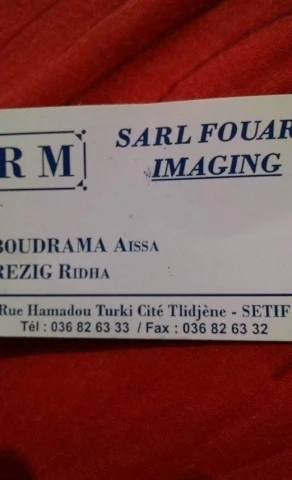 R M
SARL FOUAR
IMAGING
BOUDRAMA AISSA
REZIG RIDHA
Rue Hamadou Turki Cité Tlidjène - SETIF
Tél : 036 82 63 33 / Fax : 036 82 63 32